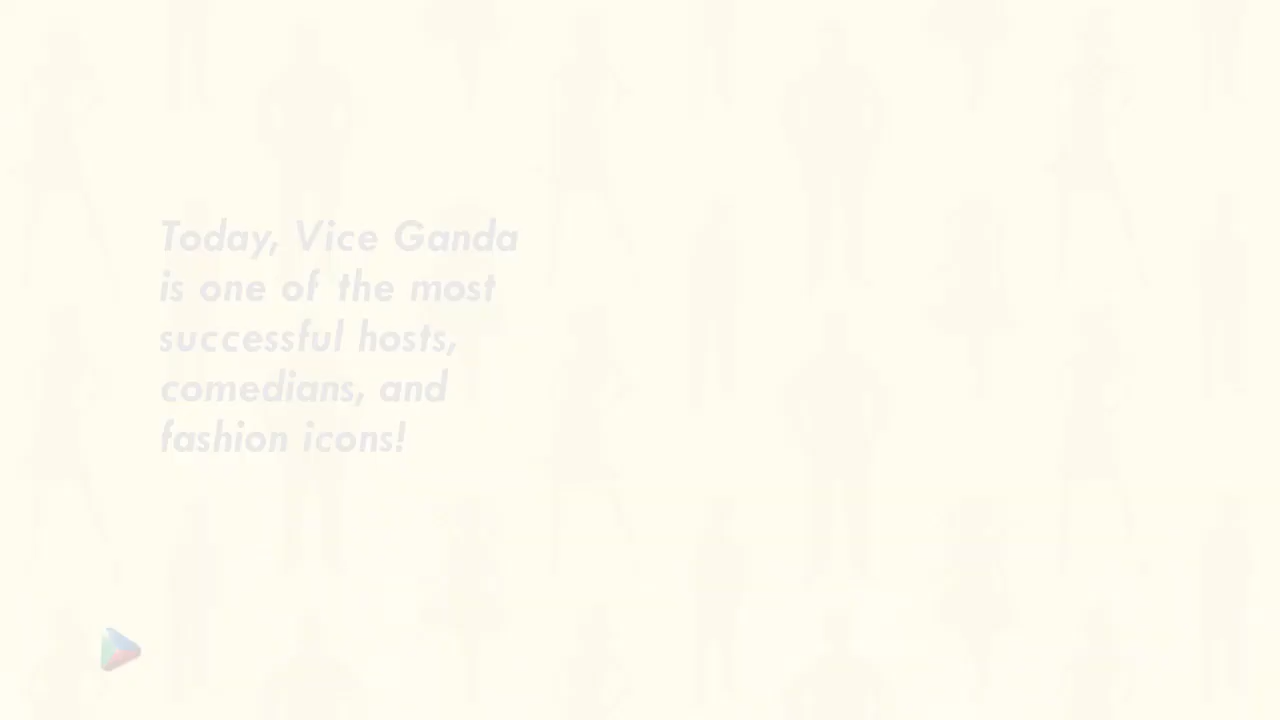 Today, Vice Ganda
is one of the most
successful hosts,
comedians, and
fashion icons!